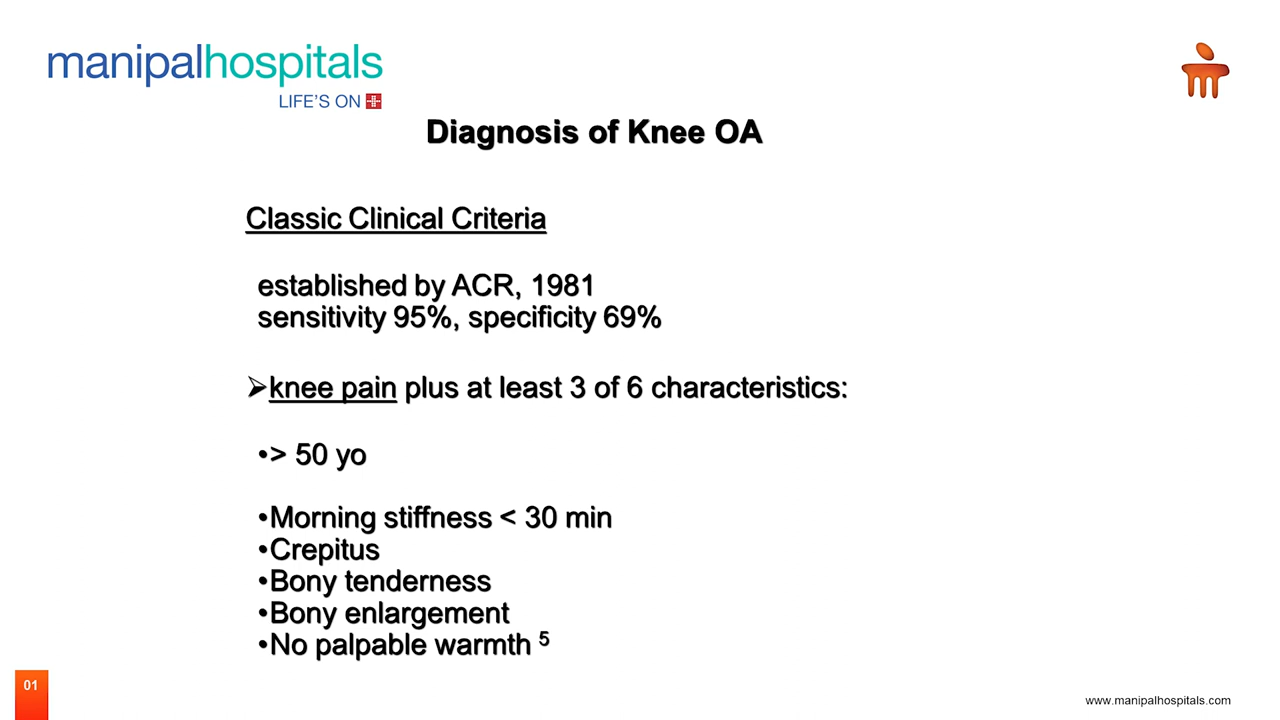 manipalhospitals
LIFE'S ON
Diagnosis of Knee OA
Classic Clinical Criteria
established by ACR, 1981
sensitivity 95%, specificity 69%
➢knee pain plus at least 3 of 6 characteristics:
•> 50 yo
•Morning stiffness < 30 min
•Crepitus
•Bony tenderness
•Bony enlargement
•No palpable warmth 5
01
www.manipalhospitals.com